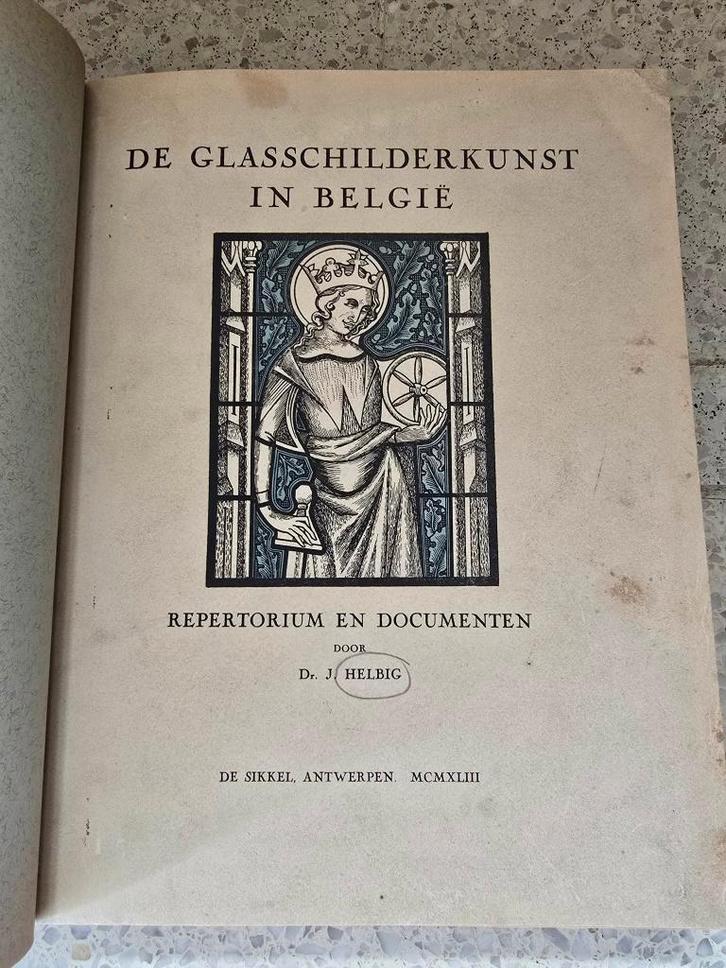 DE GLASSCHILDERKUNST
IN BELGIË
REPERTORIUM EN DOCUMENTEN
DOOR
Dr. J. HELBIG
DE SIKKEL, ANTWERPEN. MCMXLIII